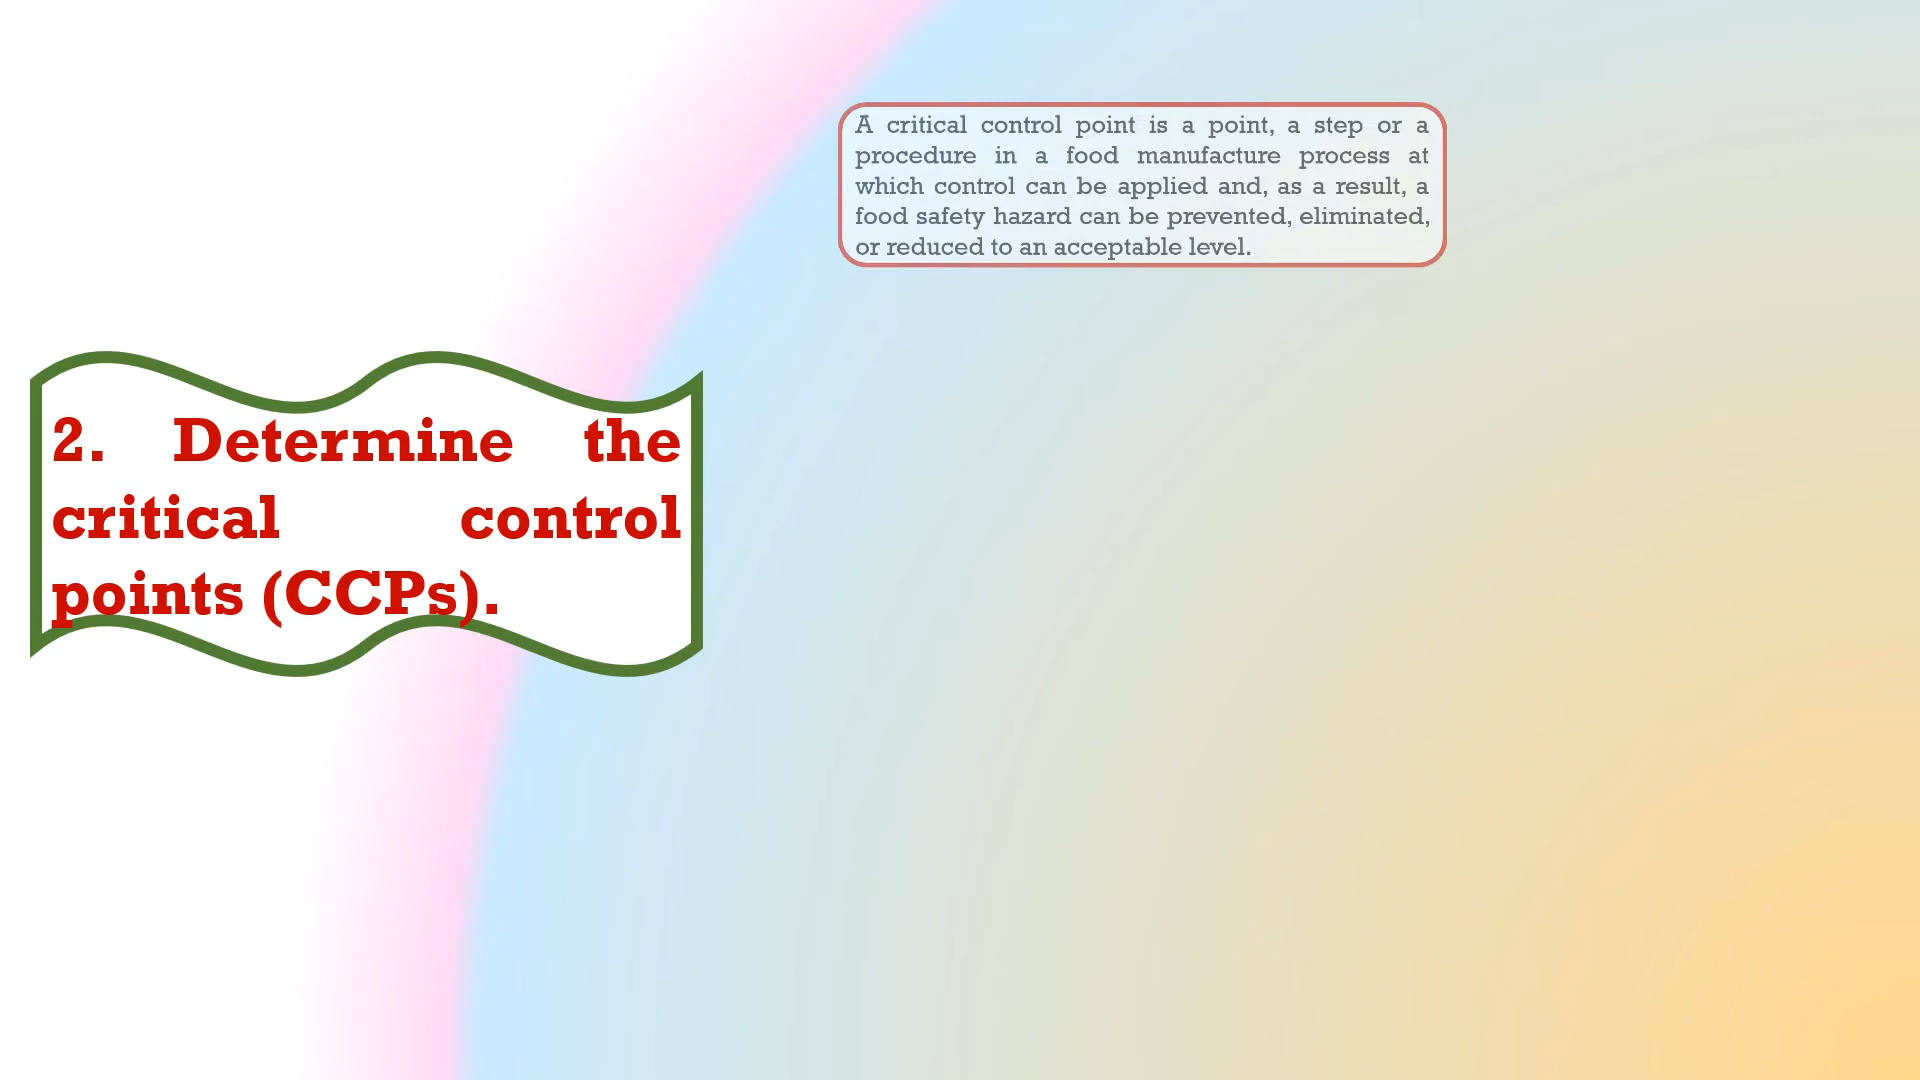 2. Determine the
critical control
points (CCPs).
A critical control point is a point, a step or a
procedure in a food manufacture process at
which control can be applied and, as a result, a
food safety hazard can be prevented, eliminated,
or reduced to an acceptable level.